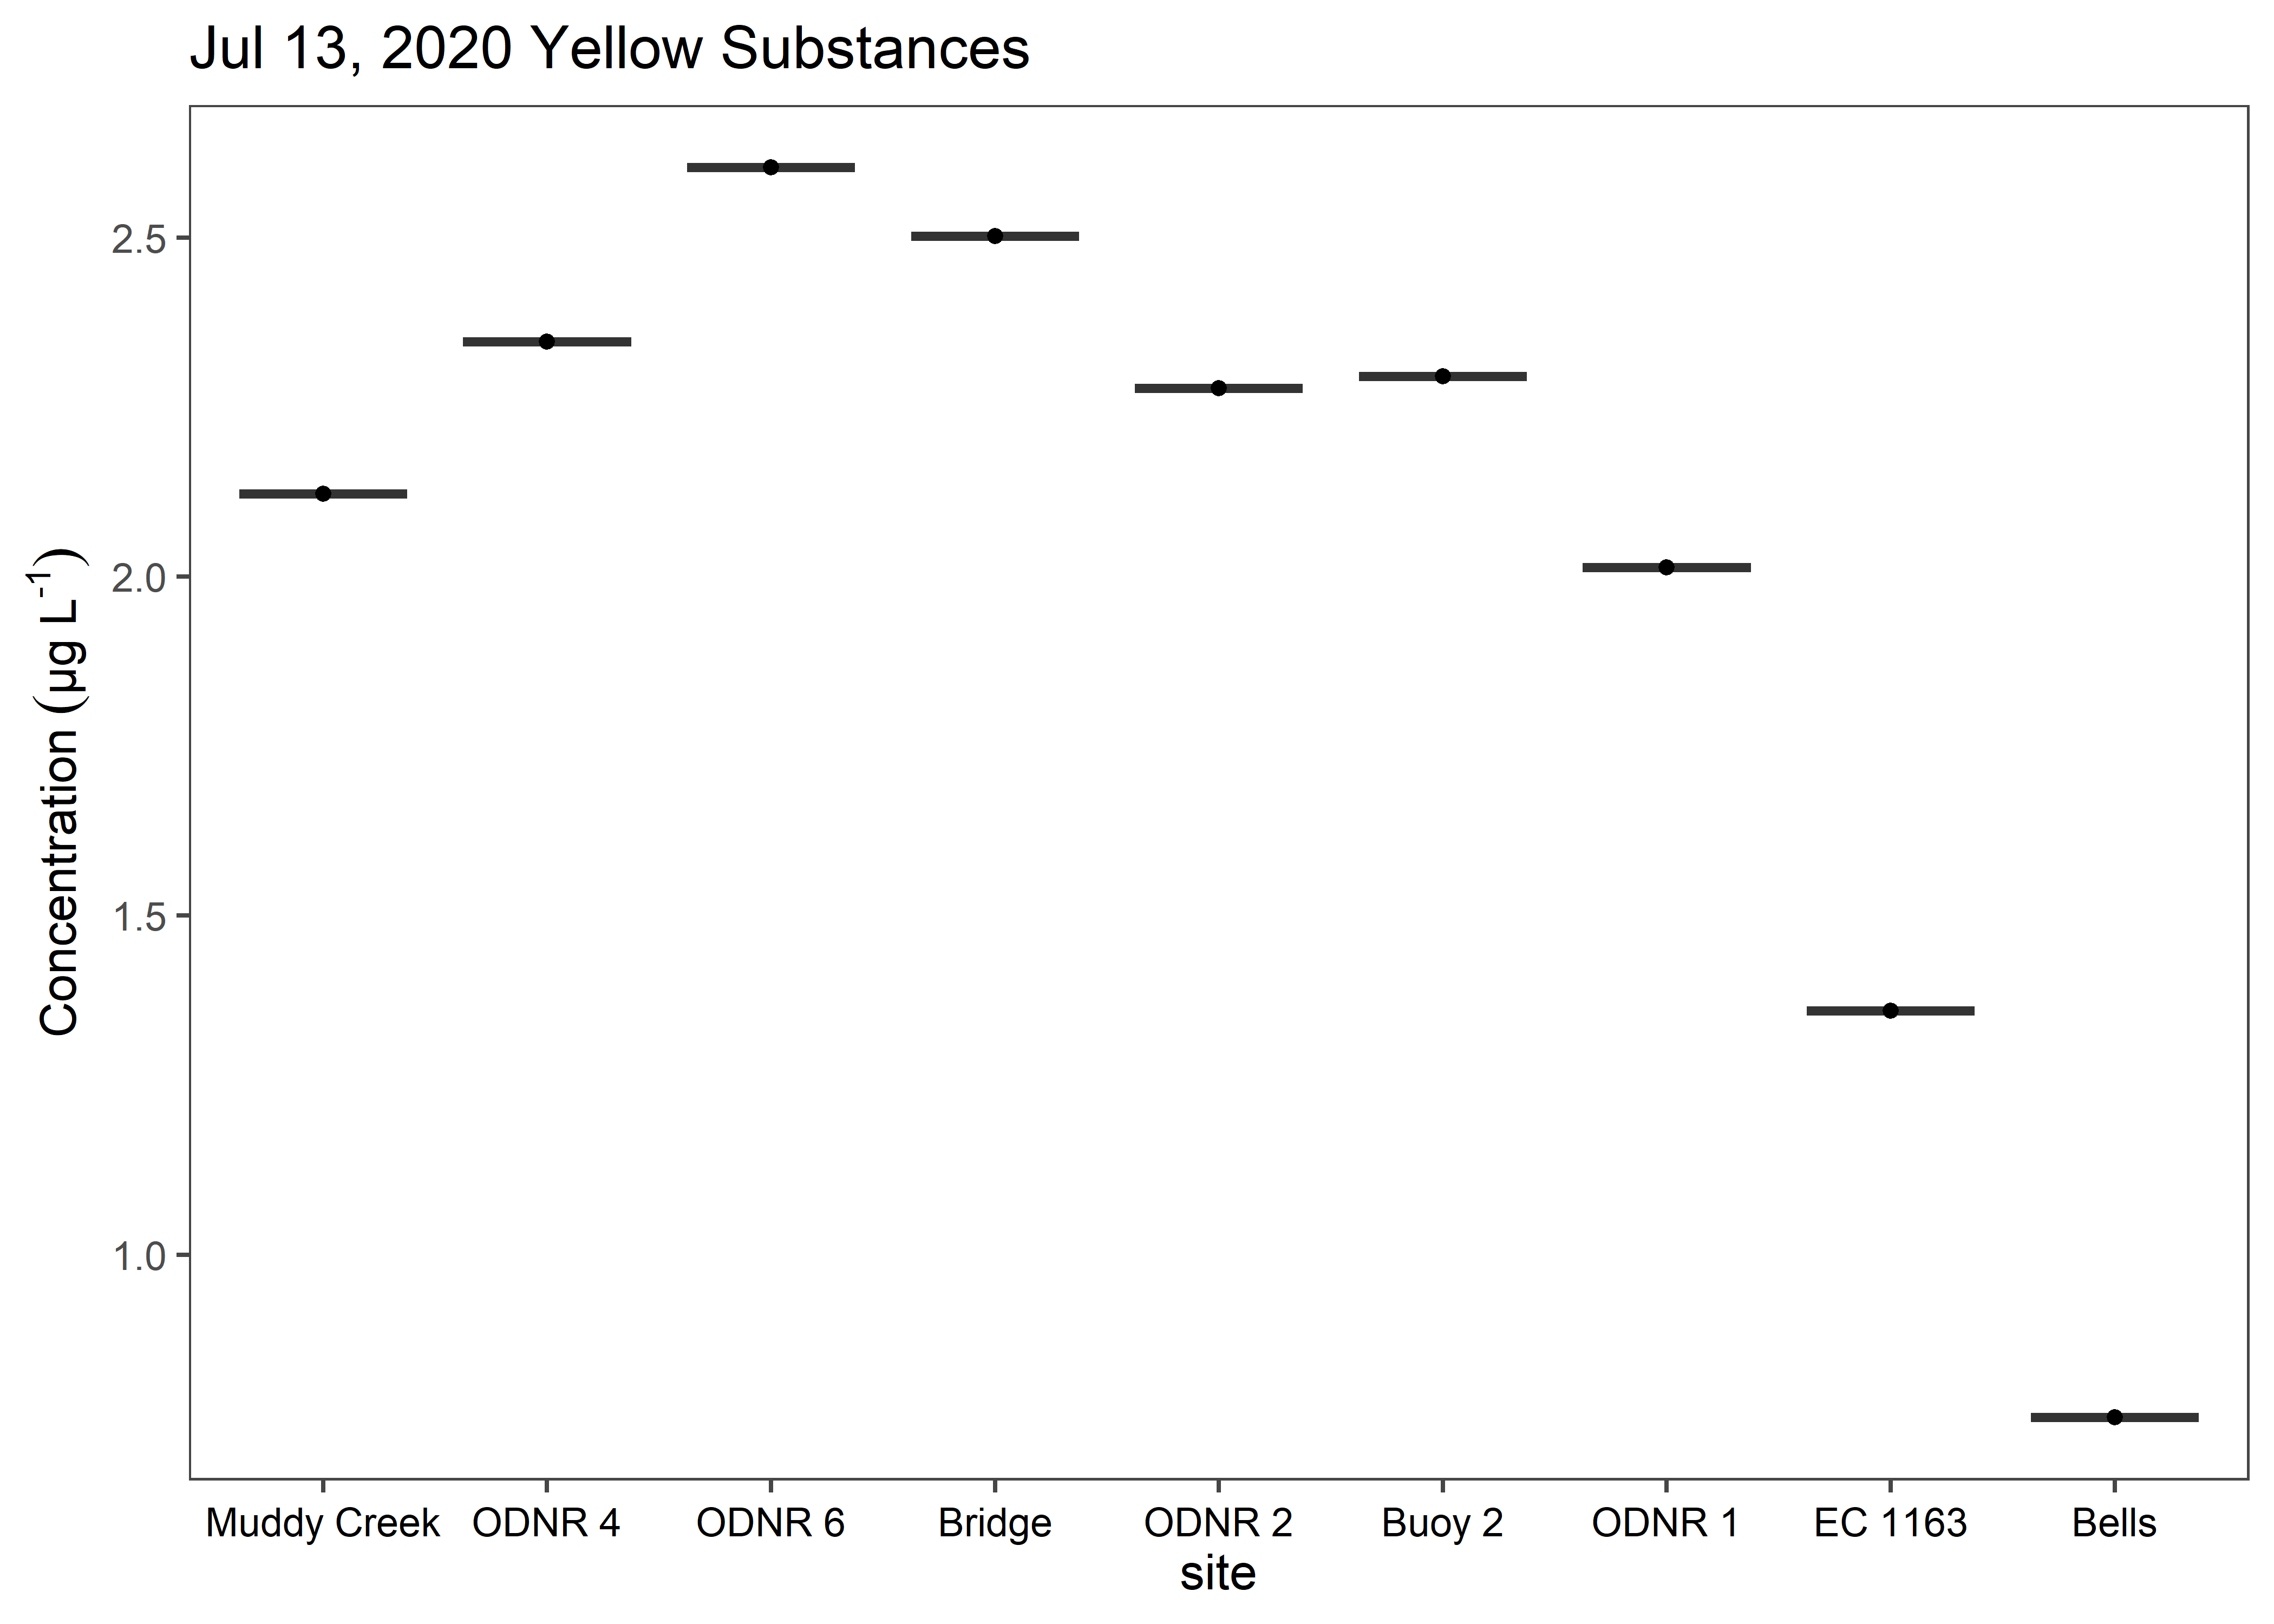 Jul 13, 2020 Yellow Substances
Concentration (µg L⁻¹)
2.5
2.0
1.5
1.0
Muddy Creek ODNR 4 ODNR 6 Bridge ODNR 2 Buoy 2 ODNR 1 EC 1163 Bells
site